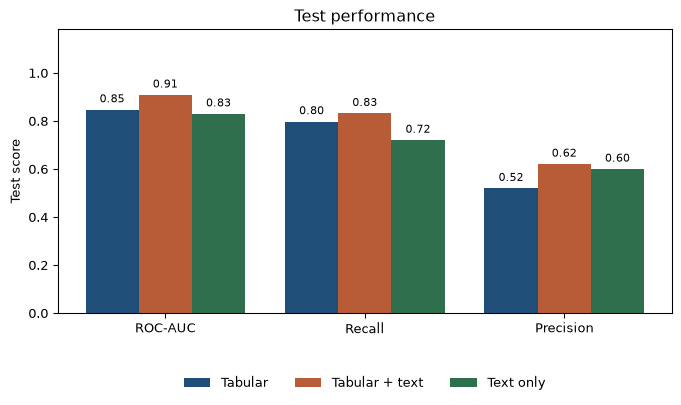 Test performance
Test score
1.0
0.8
0.6
0.4
0.2
0.0
0.85
0.91
0.83
0.80
0.83
0.72
0.52
0.62
0.60
ROC-AUC
Recall
Precision
Tabular
Tabular + text
Text only